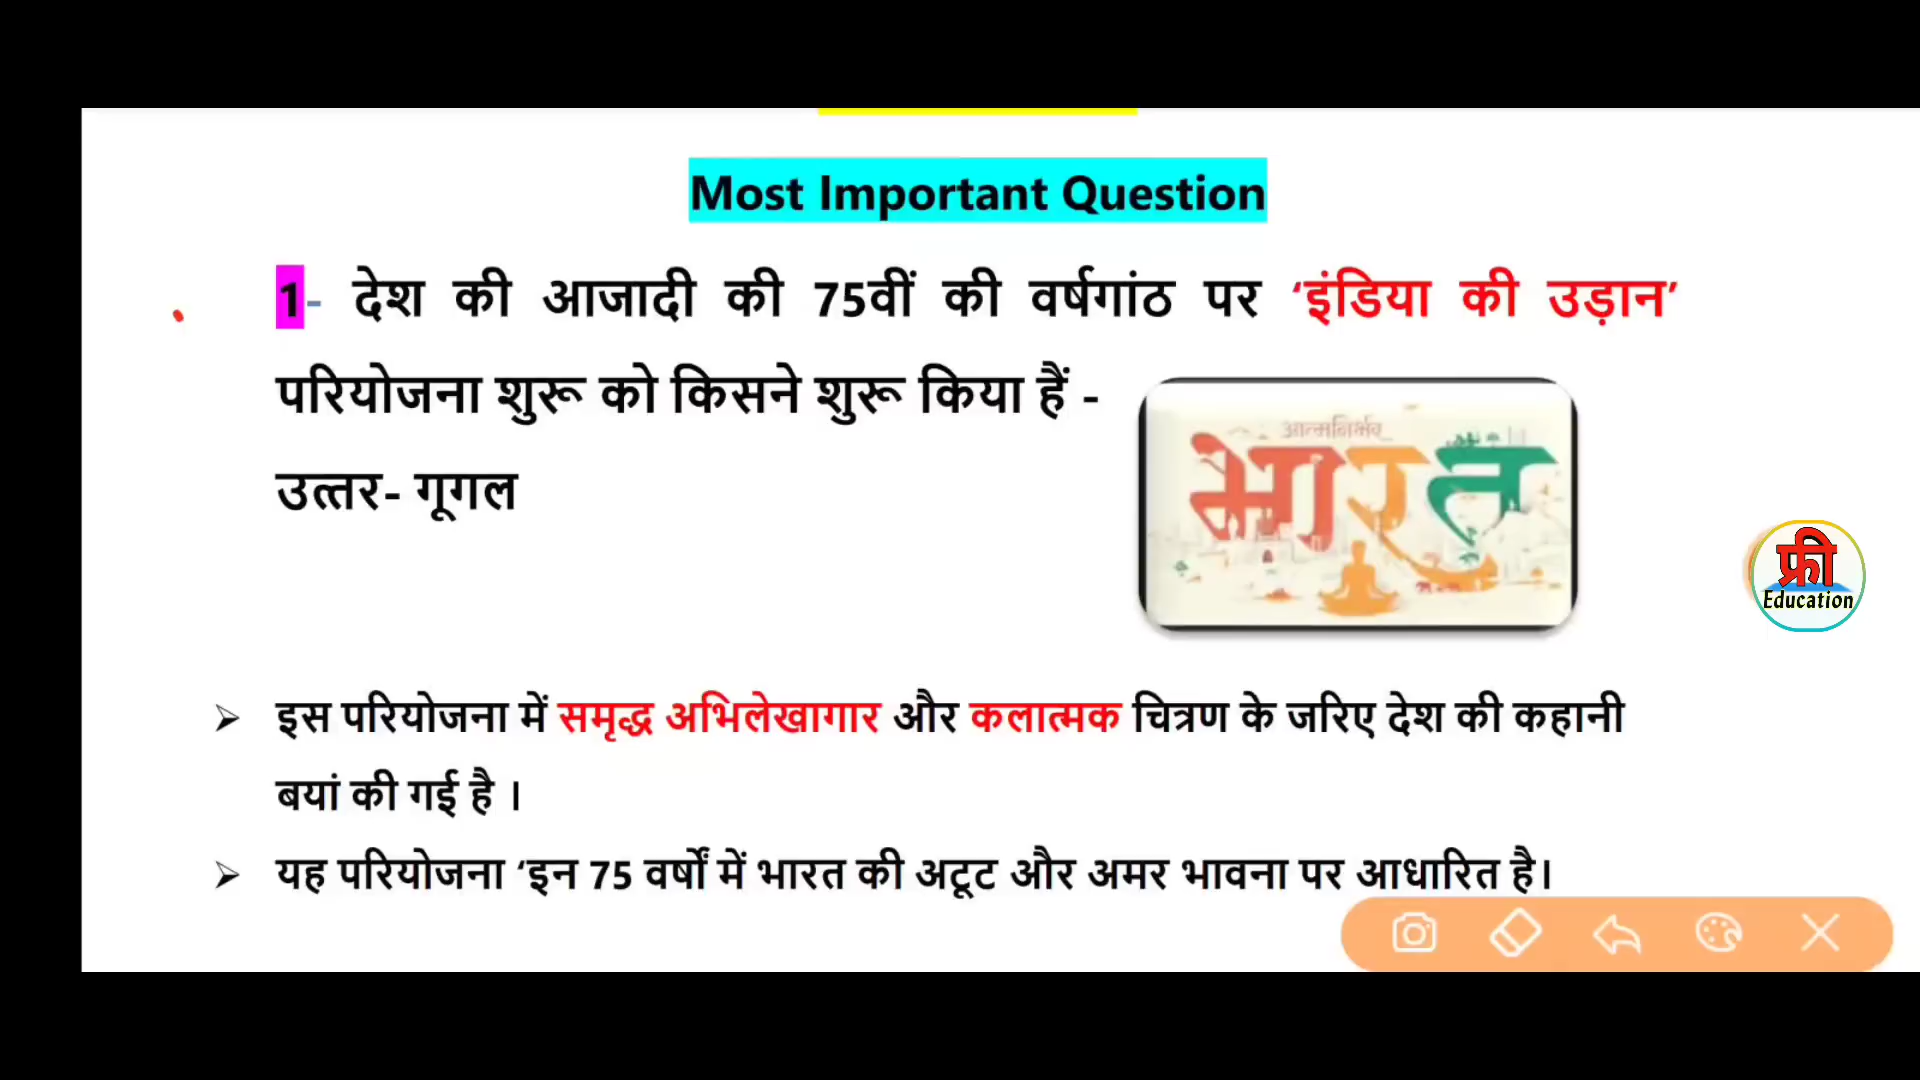 Most Important Question
1- देश की आजादी की 75वीं की वर्षगांठ पर ‘इंडिया की उड़ान’
परियोजना शुरू को किसने शुरू किया हैं -
उत्तर- गूगल
आत्मनिर्भर
भारत
फ्री
Education
➢ इस परियोजना में समृद्ध अभिलेखागार और कलात्मक चित्रण के जरिए देश की कहानी
बयां की गई है ।
➢ यह परियोजना ‘इन 75 वर्षों में भारत की अटूट और अमर भावना पर आधारित है।